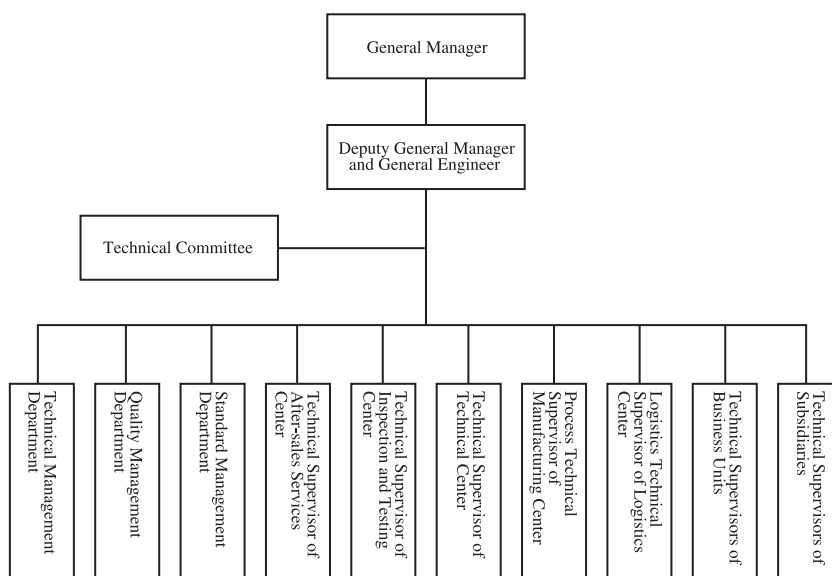 General Manager
Deputy General Manager
and General Engineer
Technical Committee
Technical Management
Department
Quality Management
Department
Standard Management
Department
Technical Supervisor of
After-sales Services
Center
Technical Supervisor of
Inspection and Testing
Center
Technical Supervisor of
Technical Center
Process Technical
Supervisor of
Manufacturing Center
Logistics Technical
Supervisor of Logistics
Center
Technical Supervisors of
Business Units
Technical Supervisors of
Subsidiaries